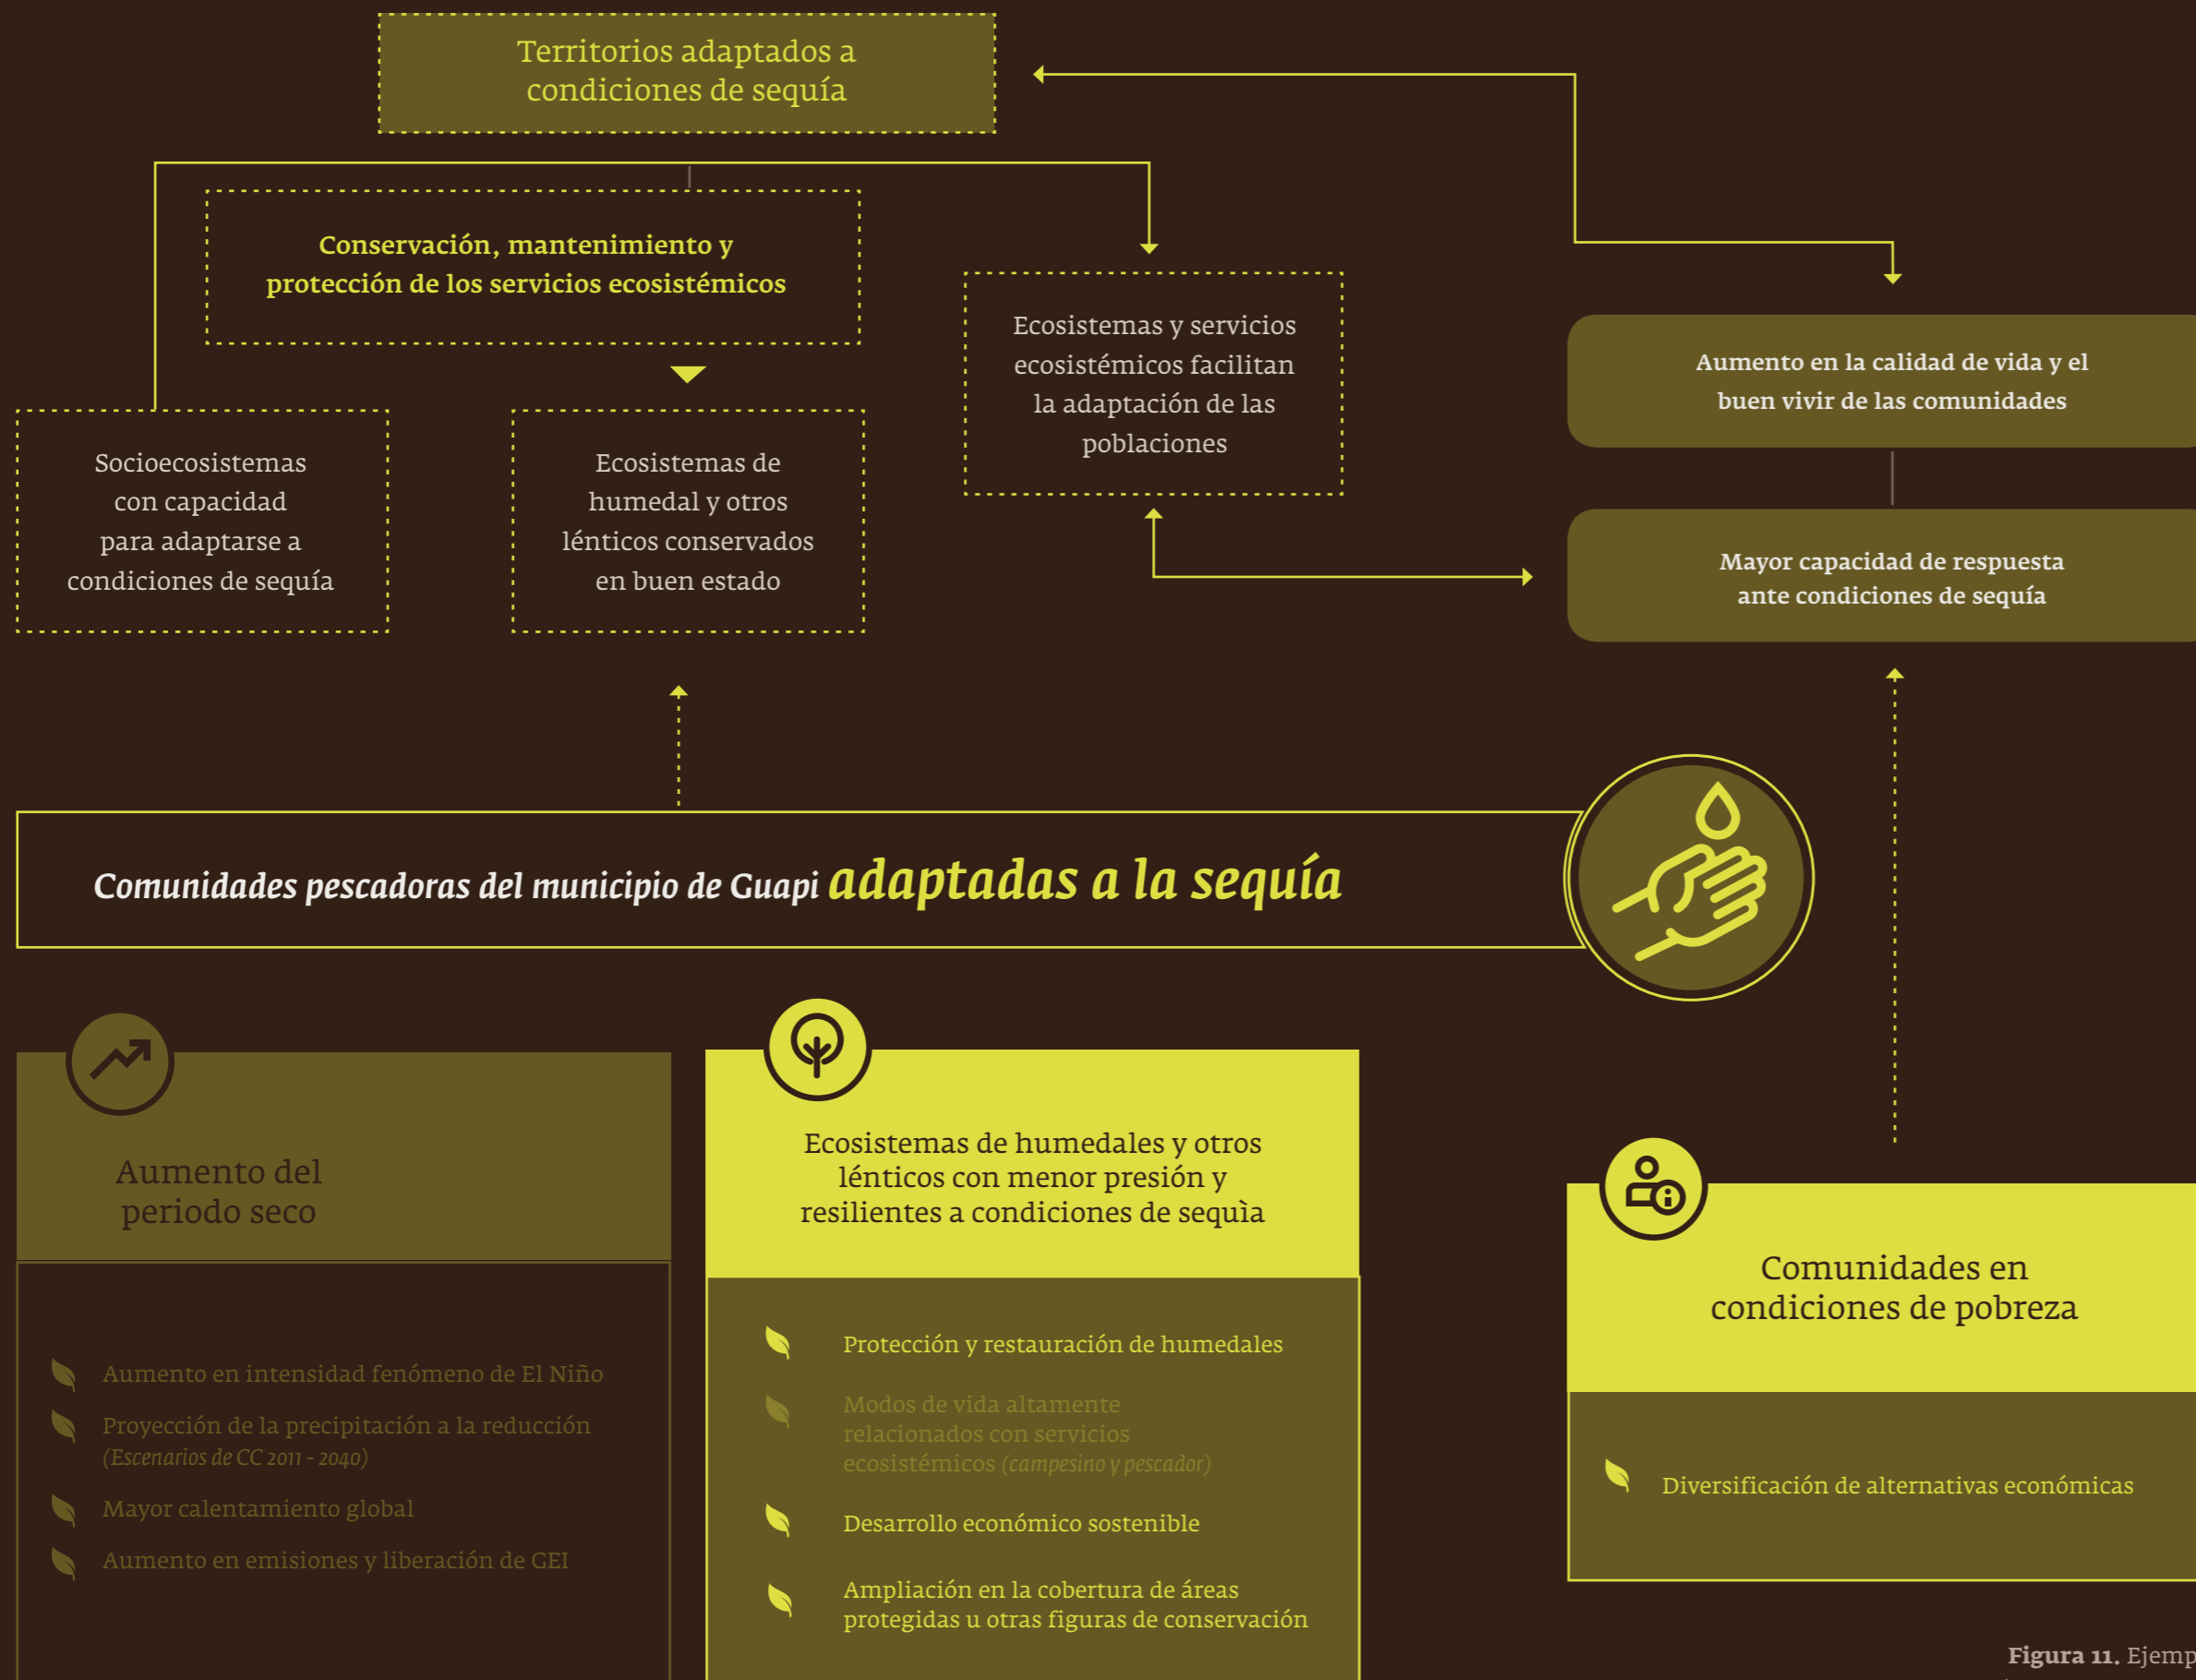 Territorios adaptados a
condiciones de sequía
Conservación, mantenimiento y
protección de los servicios ecosistémicos
Socioecosistemas
con capacidad
para adaptarse a
condiciones de sequía
Ecosistemas de
humedal y otros
lénticos conservados
en buen estado
Ecosistemas y servicios
ecosistémicos facilitan
la adaptación de las
poblaciones
Aumento en la calidad de vida y el
buen vivir de las comunidades
Mayor capacidad de respuesta
ante condiciones de sequía
Comunidades pescadoras del municipio de Guapi adaptadas a la sequía
Aumento del
periodo seco
Aumento en intensidad fenómeno de El Niño
Proyección de la precipitación a la reducción
(Escenarios de CC 2011 - 2040)
Mayor calentamiento global
Aumento en emisiones y liberación de GEI
Ecosistemas de humedales y otros
lénticos con menor presión y
resilientes a condiciones de sequìa
Protección y restauración de humedales
Modos de vida altamente
relacionados con servicios
ecosistémicos (campesino y pescador)
Desarrollo económico sostenible
Ampliación en la cobertura de áreas
protegidas u otras figuras de conservación
Comunidades en
condiciones de pobreza
Diversificación de alternativas económicas
Figura 11.